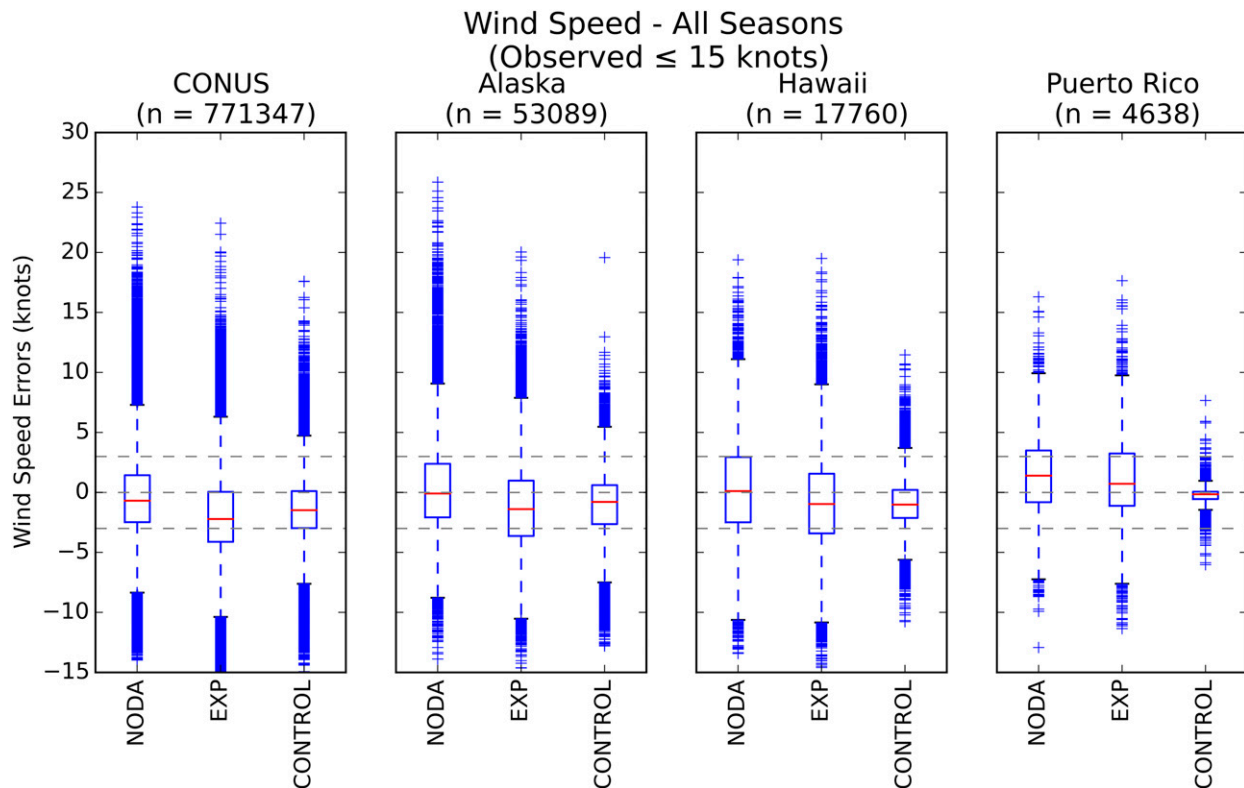 Wind Speed - All Seasons
(Observed ≤ 15 knots)
CONUS
(n = 771347)
Alaska
(n = 53089)
Hawaii
(n = 17760)
Puerto Rico
(n = 4638)
Wind Speed Errors (knots)
30
25
20
15
10
5
0
−5
−10
−15
NODA
EXP
CONTROL
NODA
EXP
CONTROL
NODA
EXP
CONTROL
NODA
EXP
CONTROL